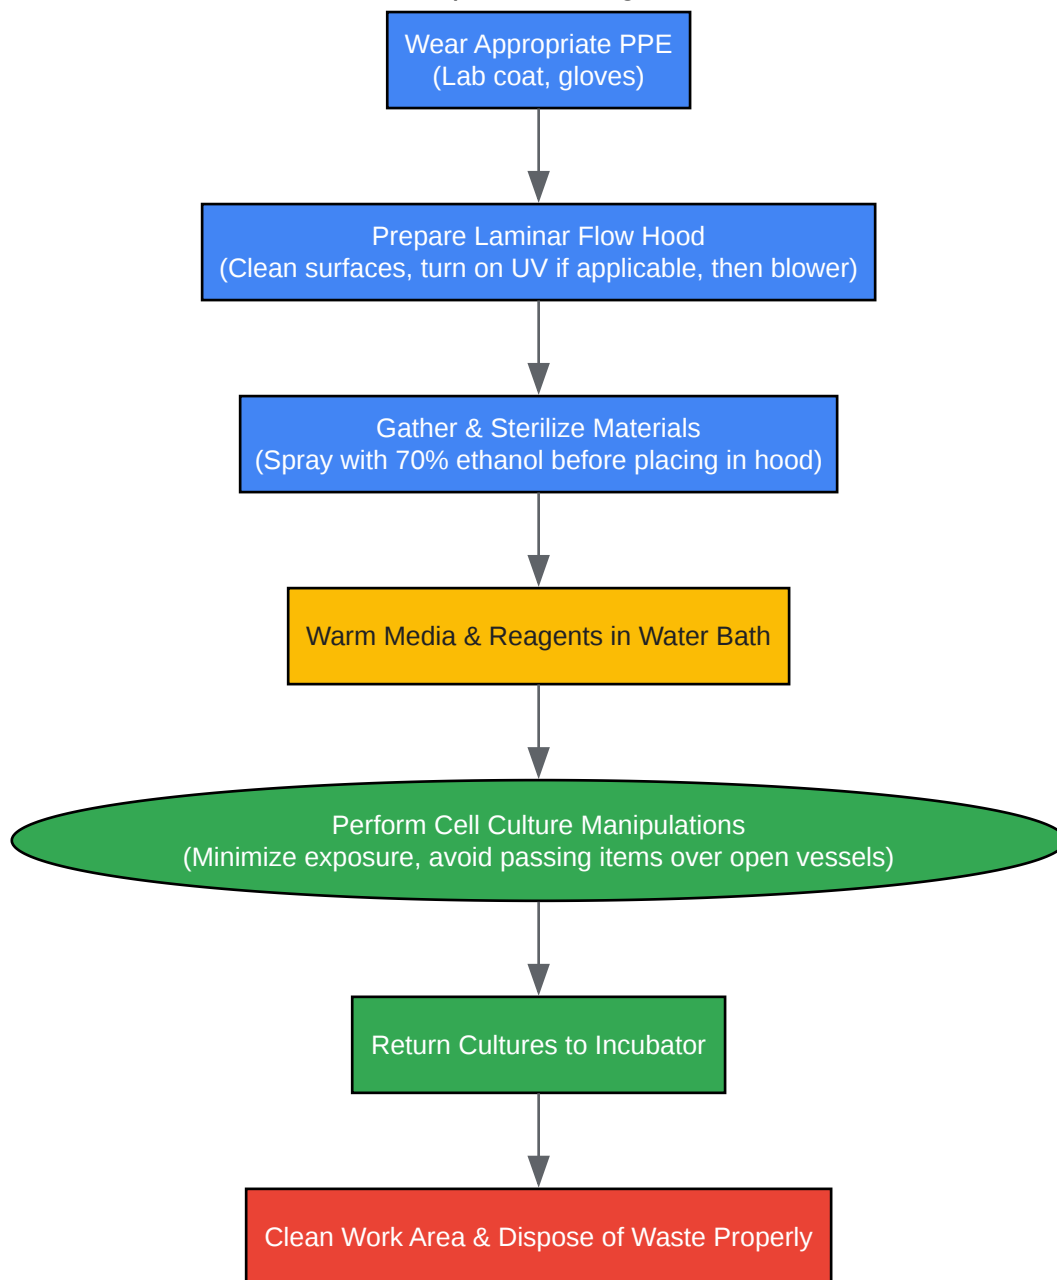 Wear Appropriate PPE
(Lab coat, gloves)
Prepare Laminar Flow Hood
(Clean surfaces, turn on UV if applicable, then blower)
Gather & Sterilize Materials
(Spray with 70% ethanol before placing in hood)
Warm Media & Reagents in Water Bath
Perform Cell Culture Manipulations
(Minimize exposure, avoid passing items over open vessels)
Return Cultures to Incubator
Clean Work Area & Dispose of Waste Properly